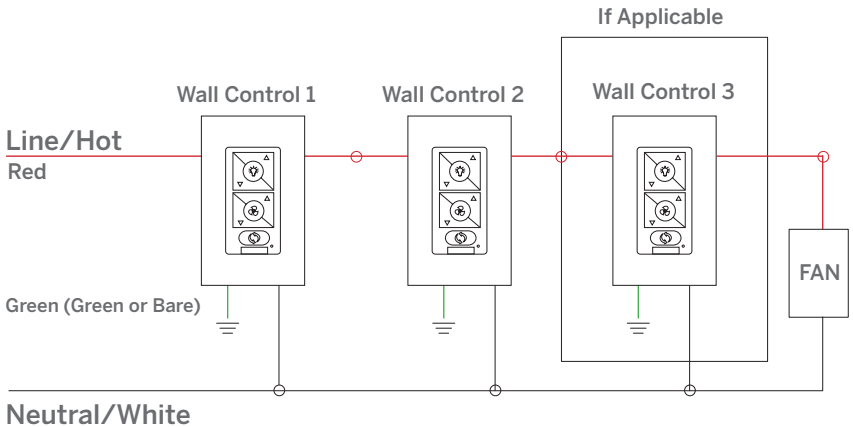 If Applicable
Wall Control 1
Wall Control 2
Wall Control 3
Line/Hot
Red
FAN
Green (Green or Bare)
Neutral/White